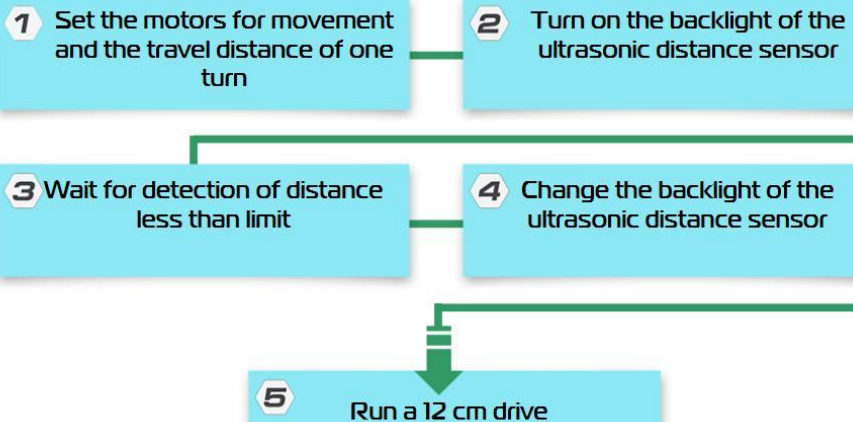 1 Set the motors for movement
and the travel distance of one
turn
2 Turn on the backlight of the
ultrasonic distance sensor
3 Wait for detection of distance
less than limit
4 Change the backlight of the
ultrasonic distance sensor
5
Run a 12 cm drive